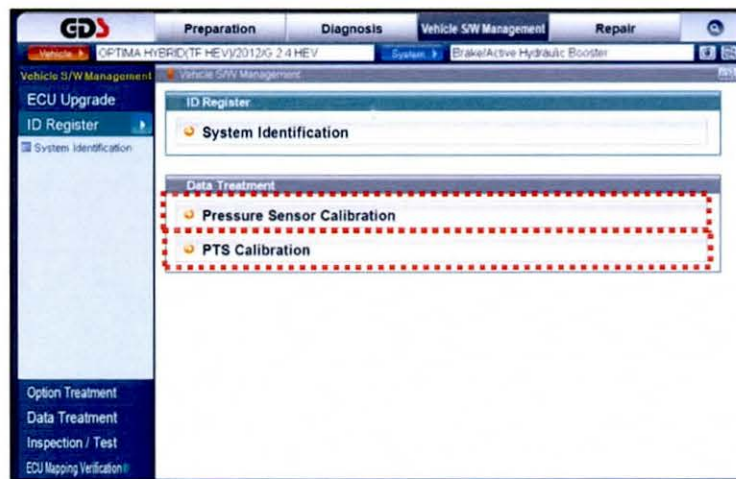 GDS Preparation Diagnosis Vehicle S/W Management Repair
Vehicle OPTIMA HYBRID(TF HEV)/2012/G 2.4 HEV System Brake/Active Hydraulic Booster
Vehicle S/W Management Vehicle S/W Management
ECU Upgrade
ID Register
System Identification
ID Register
System Identification
Data Treatment
Pressure Sensor Calibration
PTS Calibration
Option Treatment
Data Treatment
Inspection / Test
ECU Mapping Verification